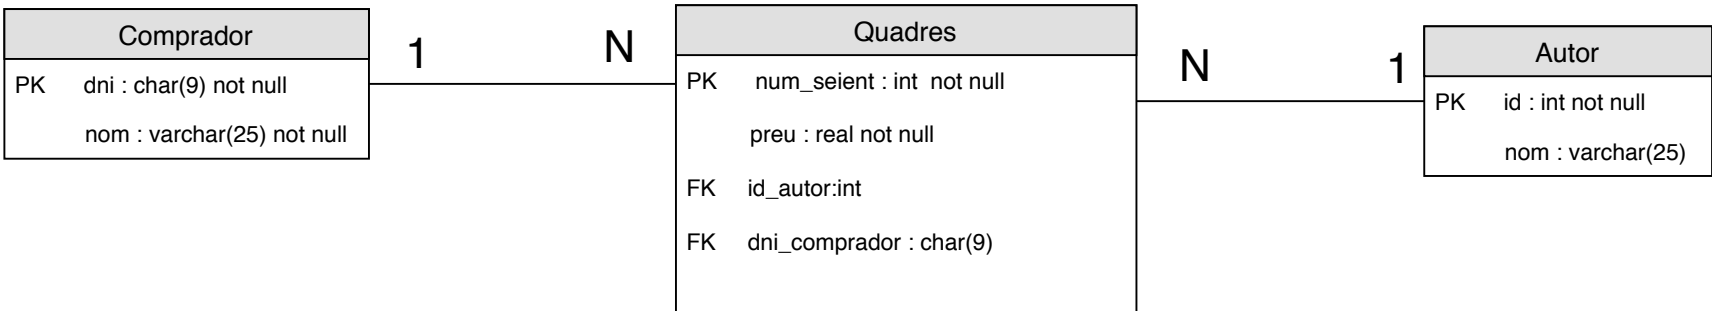 Comprador
PK dni : char(9) not null
nom : varchar(25) not null
1
N
Quadres
PK num_seient : int not null
preu : real not null
FK id_autor:int
FK dni_comprador : char(9)
N
1
Autor
PK id : int not null
nom : varchar(25)